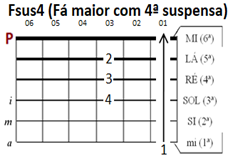 Fsus4 (Fá maior com 4ª suspensa)
06 05 04 03 02 01
P MI (6ª)
2 LÁ (5ª)
3 RÉ (4ª)
i 4 SOL (3ª)
m SI (2ª)
a 1 mi (1ª)